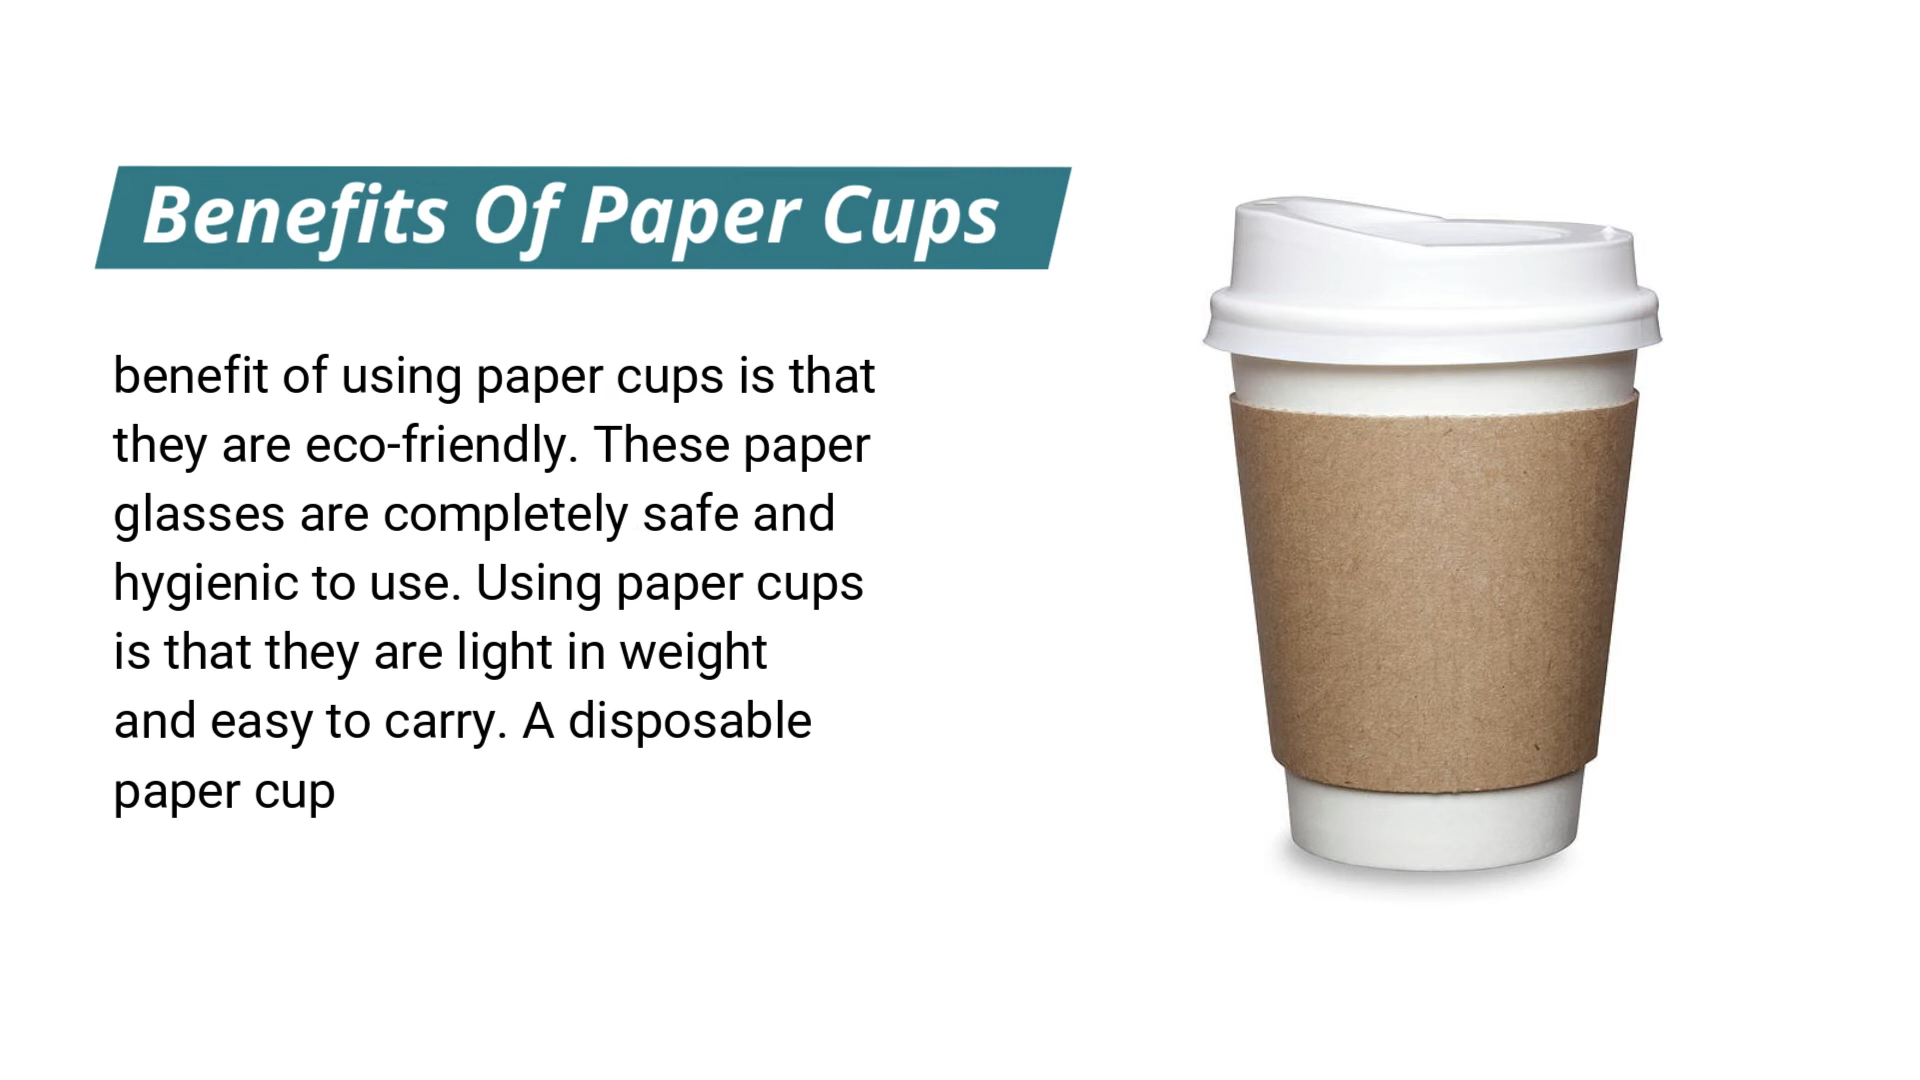 Benefits Of Paper Cups
benefit of using paper cups is that
they are eco-friendly. These paper
glasses are completely safe and
hygienic to use. Using paper cups
is that they are light in weight
and easy to carry. A disposable
paper cup